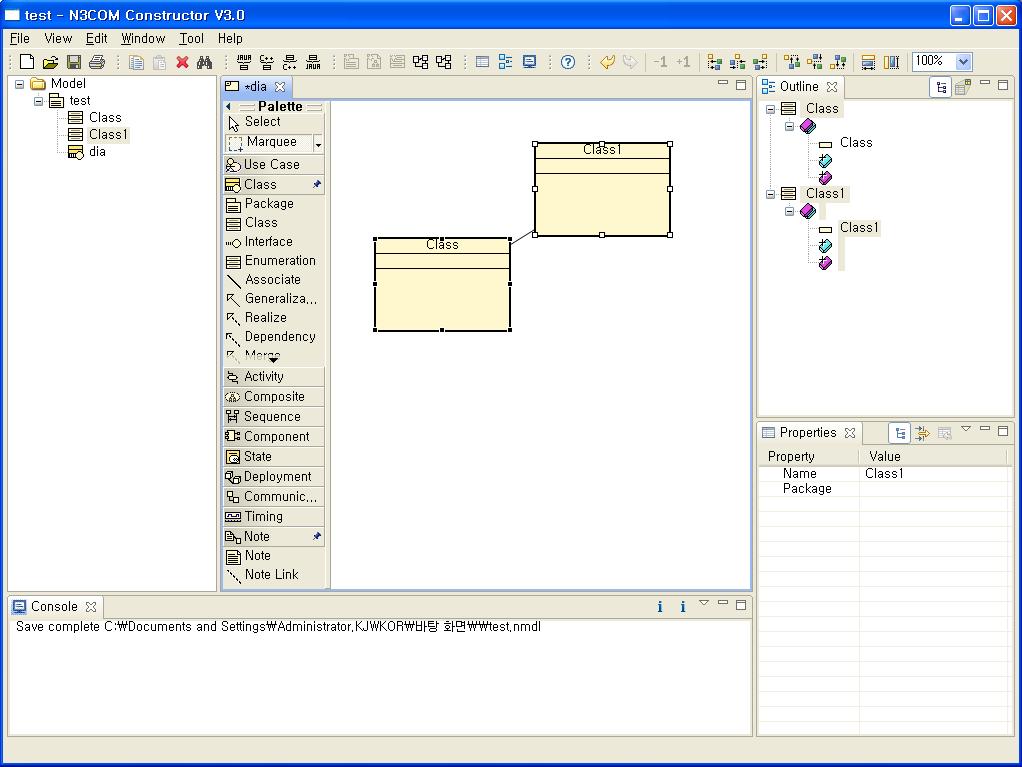 test - N3COM Constructor V3.0
File View Edit Window Tool Help
-1 +1 100%
Model
test
Class
Class1
dia
*dia
Palette
Select
Marquee
Use Case
Class
Package
Class
Interface
Enumeration
Associate
Generaliza...
Realize
Dependency
Merge
Activity
Composite
Sequence
Component
State
Deployment
Communic...
Timing
Note
Note
Note Link
Class1
Class
Outline
Class
Class
Class1
Class1
Properties
Property Value
Name Class1
Package
Console
Save complete C:₩Documents and Settings₩Administrator.KJWKOR₩바탕 화면₩₩test.nmdl